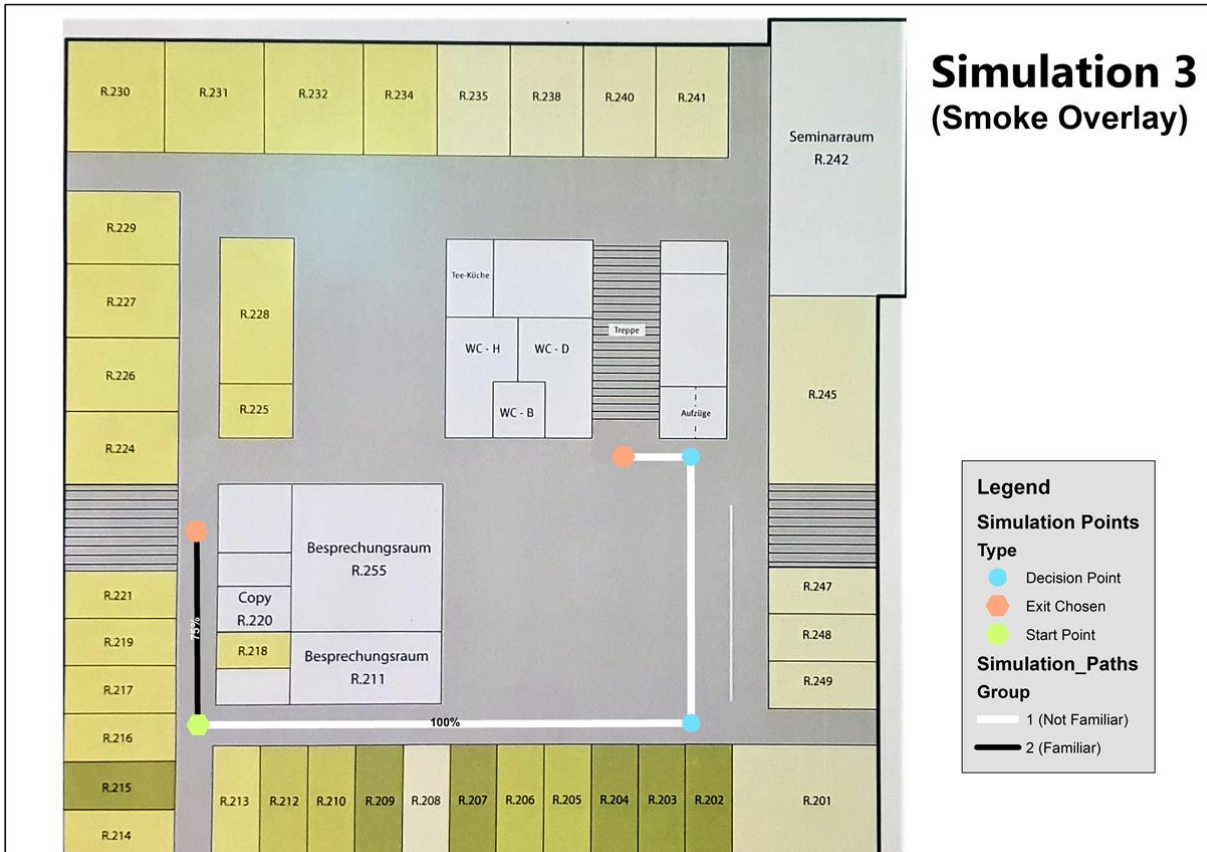 Simulation 3
(Smoke Overlay)
R.230
R.231
R.232
R.234
R.235
R.238
R.240
R.241
Seminarraum
R.242
R.229
R.227
R.226
R.224
R.228
R.225
Tee-Küche
WC - H
WC - D
WC - B
Treppe
Aufzüge
R.245
Besprechungsraum
R.255
Copy
R.220
R.218
Besprechungsraum
R.211
R.221
R.219
R.217
R.216
R.215
R.214
75%
100%
R.247
R.248
R.249
R.213
R.212
R.210
R.209
R.208
R.207
R.206
R.205
R.204
R.203
R.202
R.201
Legend
Simulation Points
Type
Decision Point
Exit Chosen
Start Point
Simulation_Paths
Group
1 (Not Familiar)
2 (Familiar)